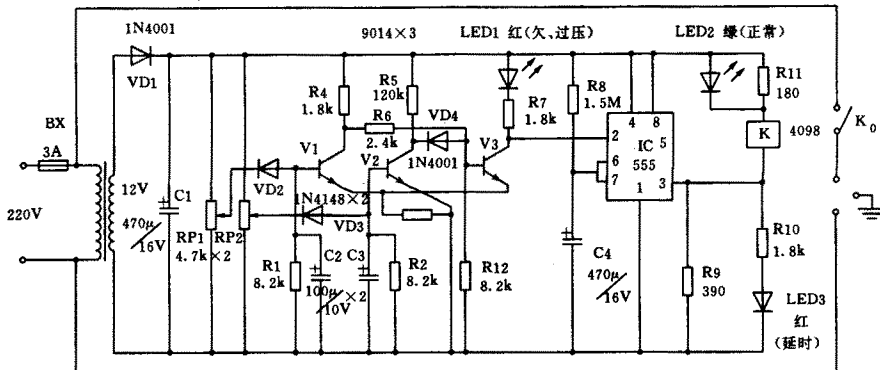 1N4001
VD1
9014×3
LED1 红(欠、过压)
LED2 绿(正常)
BX
3A
220V
12V
C1
470μ
16V
RP1
RP2
4.7k×2
R4
1.8k
R5
120k
R6
2.4k
VD4
1N4001
V1
V2
V3
VD2
1N4148×2
VD3
R1
8.2k
C2
C3
100μ
10V
×2
R2
8.2k
R12
8.2k
R7
1.8k
R8
1.5M
C4
470μ
16V
4
8
2
IC
5
6
555
7
3
1
R11
180
K
4098
K0
R9
390
R10
1.8k
LED3
红
(延时)